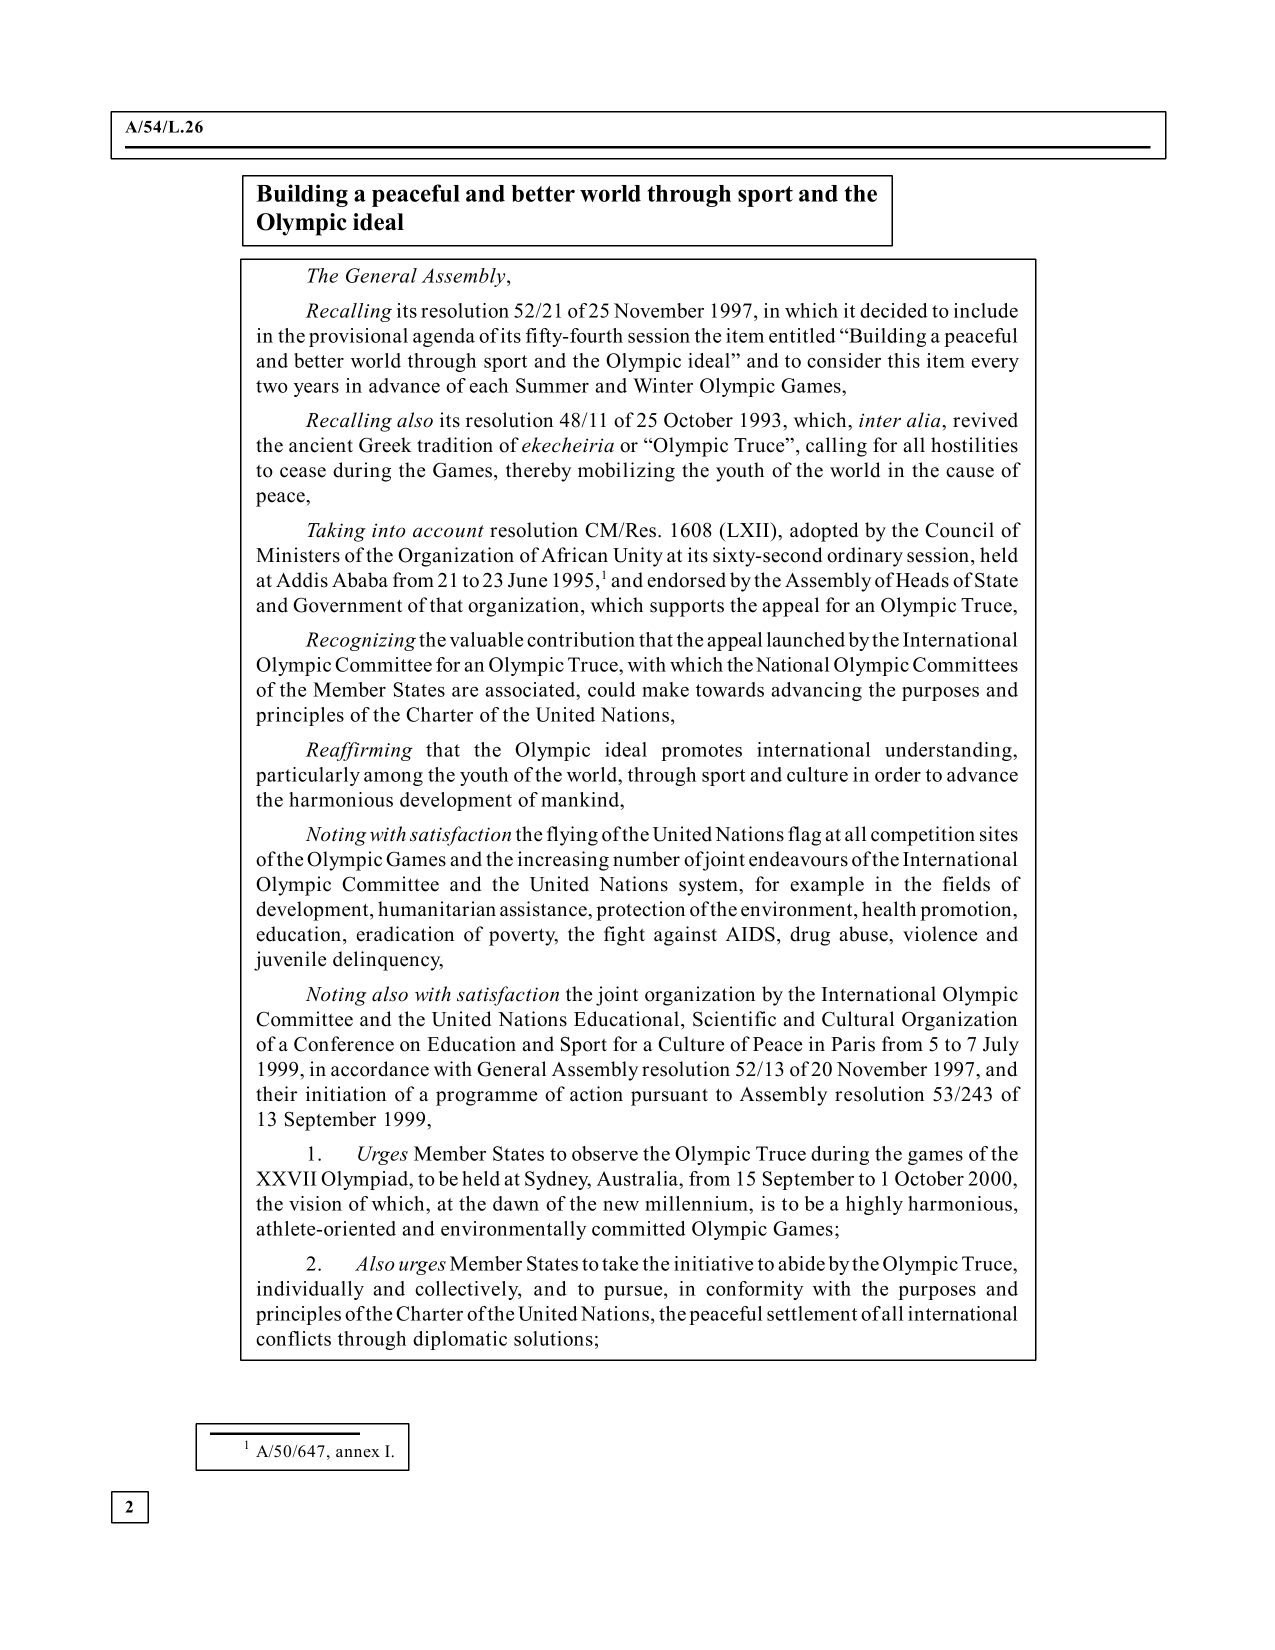 A/54/L.26
Building a peaceful and better world through sport and the
Olympic ideal
The General Assembly,
Recalling its resolution 52/21 of 25 November 1997, in which it decided to include
in the provisional agenda of its fifty-fourth session the item entitled “Building a peaceful
and better world through sport and the Olympic ideal” and to consider this item every
two years in advance of each Summer and Winter Olympic Games,
Recalling also its resolution 48/11 of 25 October 1993, which, inter alia, revived
the ancient Greek tradition of ekecheiria or “Olympic Truce”, calling for all hostilities
to cease during the Games, thereby mobilizing the youth of the world in the cause of
peace,
Taking into account resolution CM/Res. 1608 (LXII), adopted by the Council of
Ministers of the Organization of African Unity at its sixty-second ordinary session, held
at Addis Ababa from 21 to 23 June 1995,1 and endorsed by the Assembly of Heads of State
and Government of that organization, which supports the appeal for an Olympic Truce,
Recognizing the valuable contribution that the appeal launched by the International
Olympic Committee for an Olympic Truce, with which the National Olympic Committees
of the Member States are associated, could make towards advancing the purposes and
principles of the Charter of the United Nations,
Reaffirming that the Olympic ideal promotes international understanding,
particularly among the youth of the world, through sport and culture in order to advance
the harmonious development of mankind,
Noting with satisfaction the flying of the United Nations flag at all competition sites
of the Olympic Games and the increasing number of joint endeavours of the International
Olympic Committee and the United Nations system, for example in the fields of
development, humanitarian assistance, protection of the environment, health promotion,
education, eradication of poverty, the fight against AIDS, drug abuse, violence and
juvenile delinquency,
Noting also with satisfaction the joint organization by the International Olympic
Committee and the United Nations Educational, Scientific and Cultural Organization
of a Conference on Education and Sport for a Culture of Peace in Paris from 5 to 7 July
1999, in accordance with General Assembly resolution 52/13 of 20 November 1997, and
their initiation of a programme of action pursuant to Assembly resolution 53/243 of
13 September 1999,
1. Urges Member States to observe the Olympic Truce during the games of the
XXVII Olympiad, to be held at Sydney, Australia, from 15 September to 1 October 2000,
the vision of which, at the dawn of the new millennium, is to be a highly harmonious,
athlete-oriented and environmentally committed Olympic Games;
2. Also urges Member States to take the initiative to abide by the Olympic Truce,
individually and collectively, and to pursue, in conformity with the purposes and
principles of the Charter of the United Nations, the peaceful settlement of all international
conflicts through diplomatic solutions;
1 A/50/647, annex I.
2